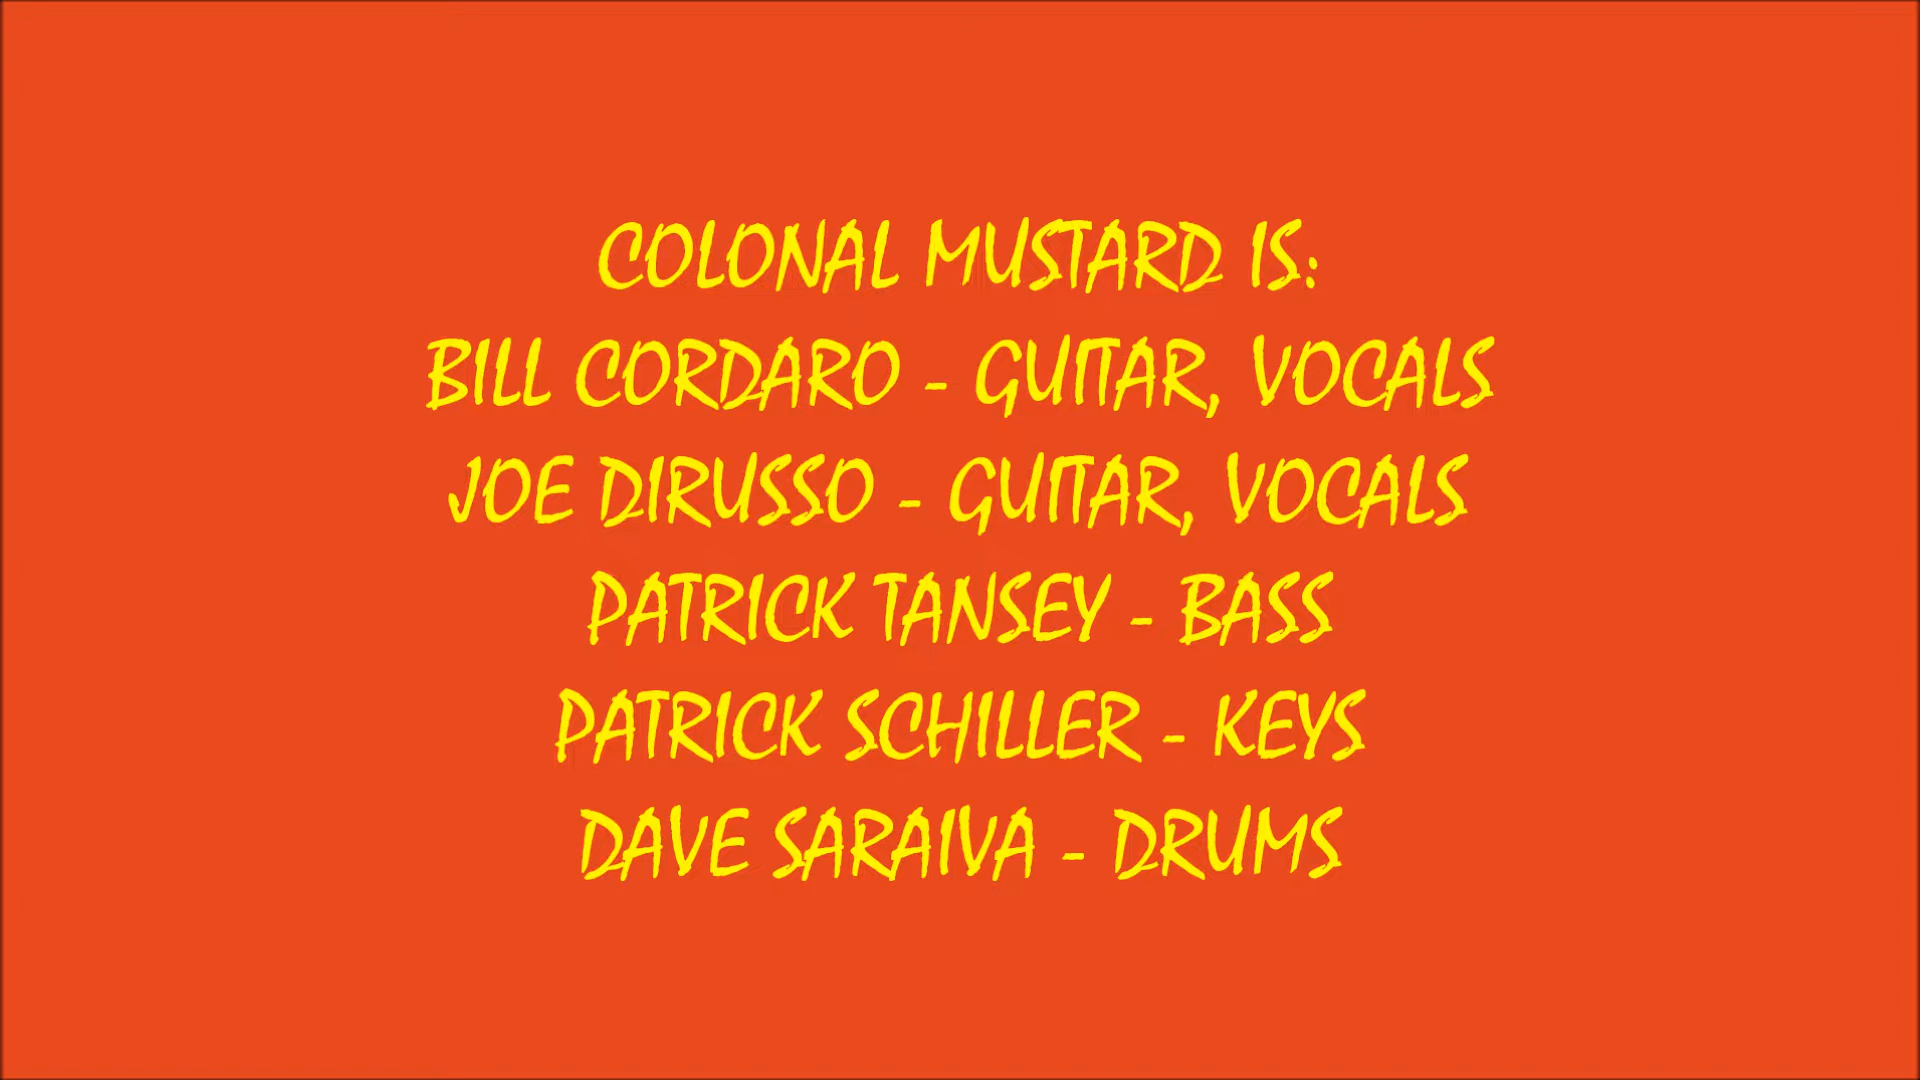 COLONAL MUSTARD IS:
BILL CORDARO - GUITAR, VOCALS
JOE DIRUSSO - GUITAR, VOCALS
PATRICK TANSEY - BASS
PATRICK SCHILLER - KEYS
DAVE SARAIVA - DRUMS